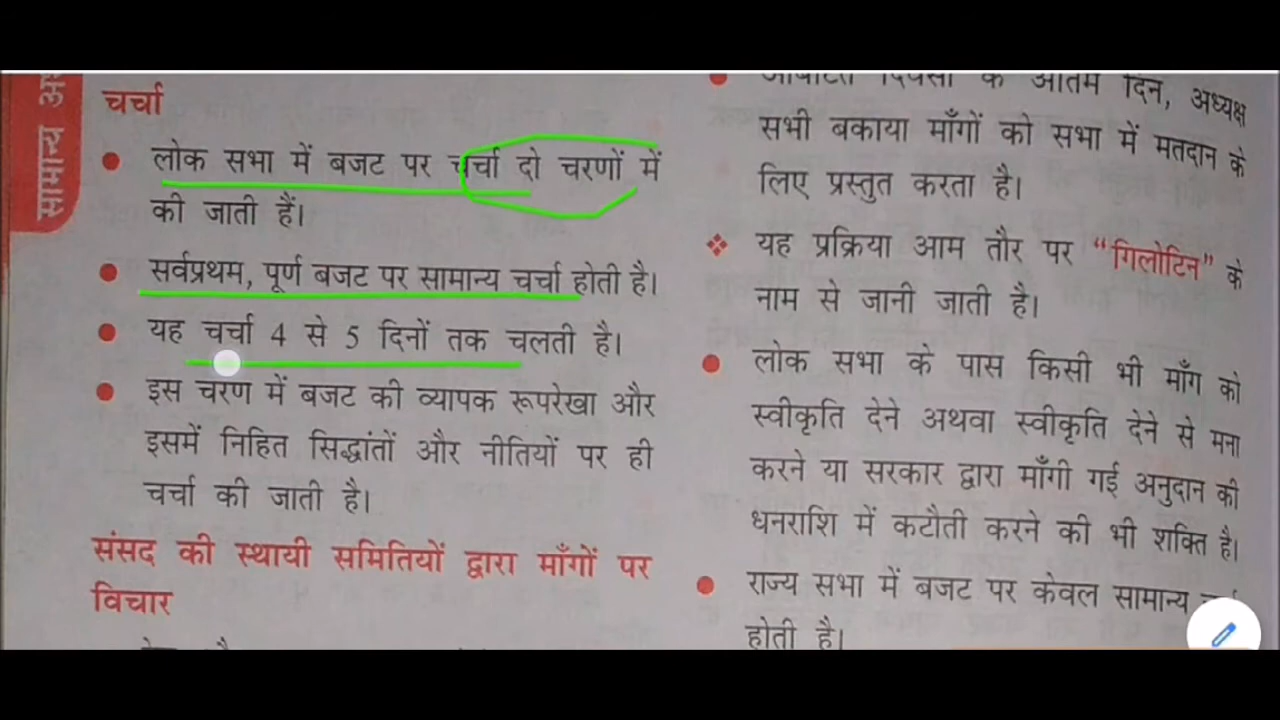 सामान्य
चर्चा
लोक सभा में बजट पर चर्चा दो चरणों में
की जाती हैं।
सर्वप्रथम, पूर्ण बजट पर सामान्य चर्चा होती है।
यह चर्चा 4 से 5 दिनों तक चलती है।
इस चरण में बजट की व्यापक रूपरेखा और
इसमें निहित सिद्धांतों और नीतियों पर ही
चर्चा की जाती है।
संसद की स्थायी समितियों द्वारा माँगों पर
विचार
के अंतिम दिन, अध्यक्ष
सभी बकाया माँगों को सभा में मतदान के
लिए प्रस्तुत करता है।
यह प्रक्रिया आम तौर पर “गिलोटिन” के
नाम से जानी जाती है।
लोक सभा के पास किसी भी माँग को
स्वीकृति देने अथवा स्वीकृति देने से मना
करने या सरकार द्वारा माँगी गई अनुदान की
धनराशि में कटौती करने की भी शक्ति है।
राज्य सभा में बजट पर केवल सामान्य
होती है।